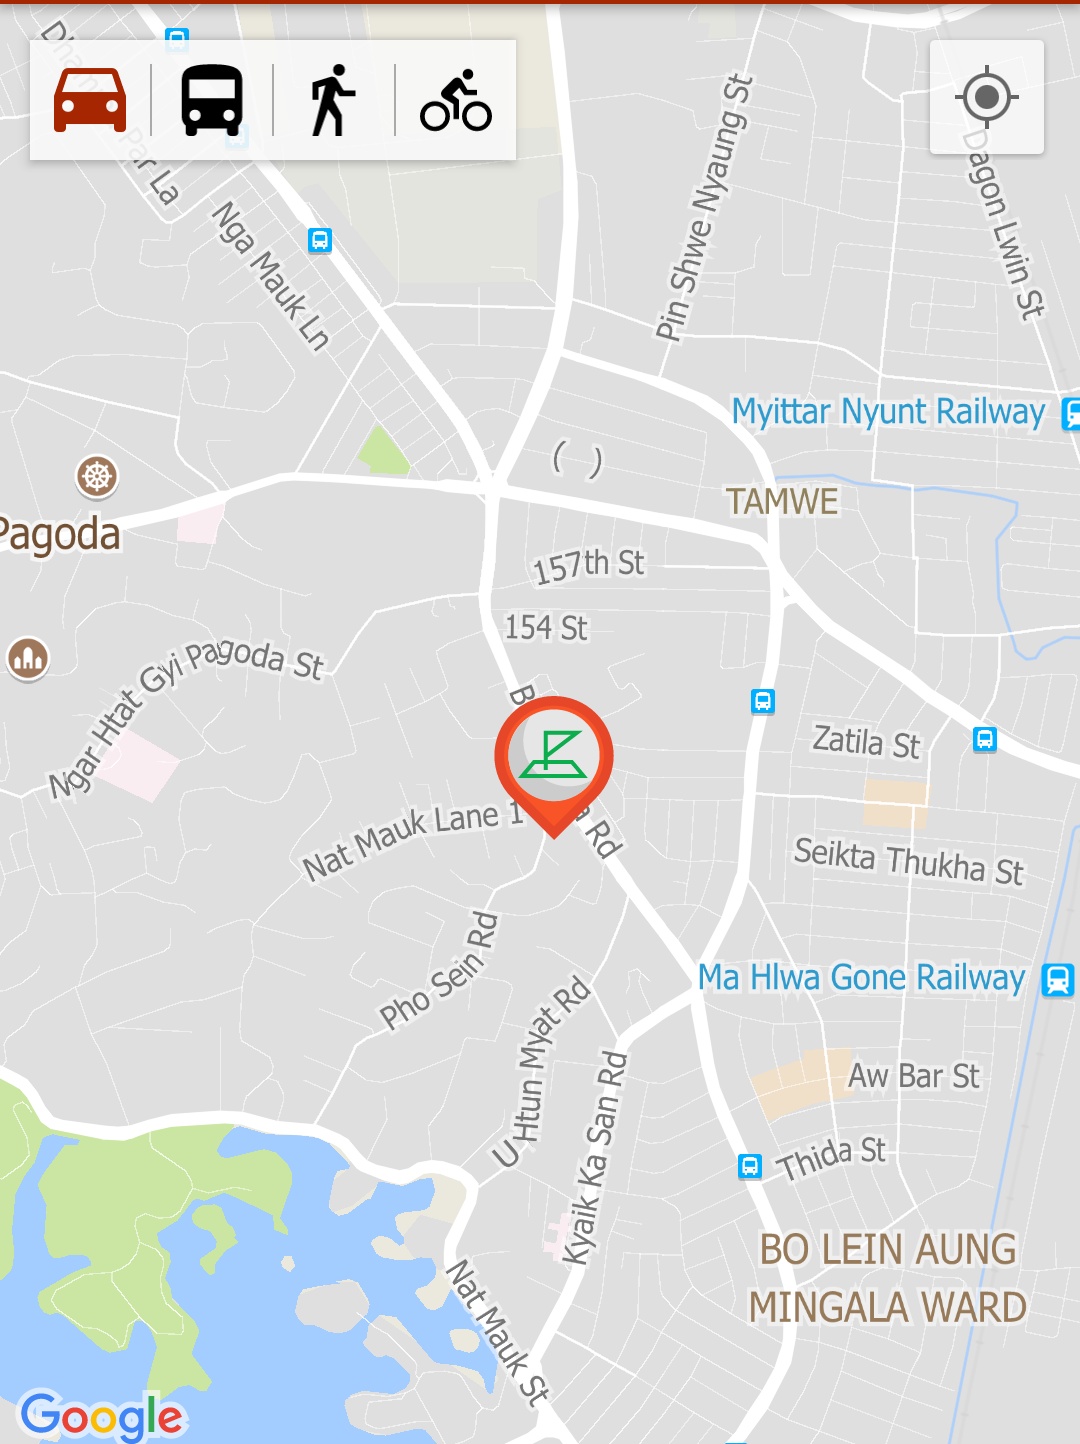 Nga Mauk Ln
Pin Shwe Nyaung St
Dagon Lwin St
Myittar Nyunt Railway
( )
TAMWE
Pagoda
157th St
154 St
Ngar Htat Gyi Pagoda St
Zatila St
Nat Mauk Lane 1
Rd
Seikta Thukha St
Pho Sein Rd
Ma Hlwa Gone Railway
U Htun Myat Rd
Kyaik Ka San Rd
Aw Bar St
Thida St
BO LEIN AUNG
MINGALA WARD
Nat Mauk St
Google